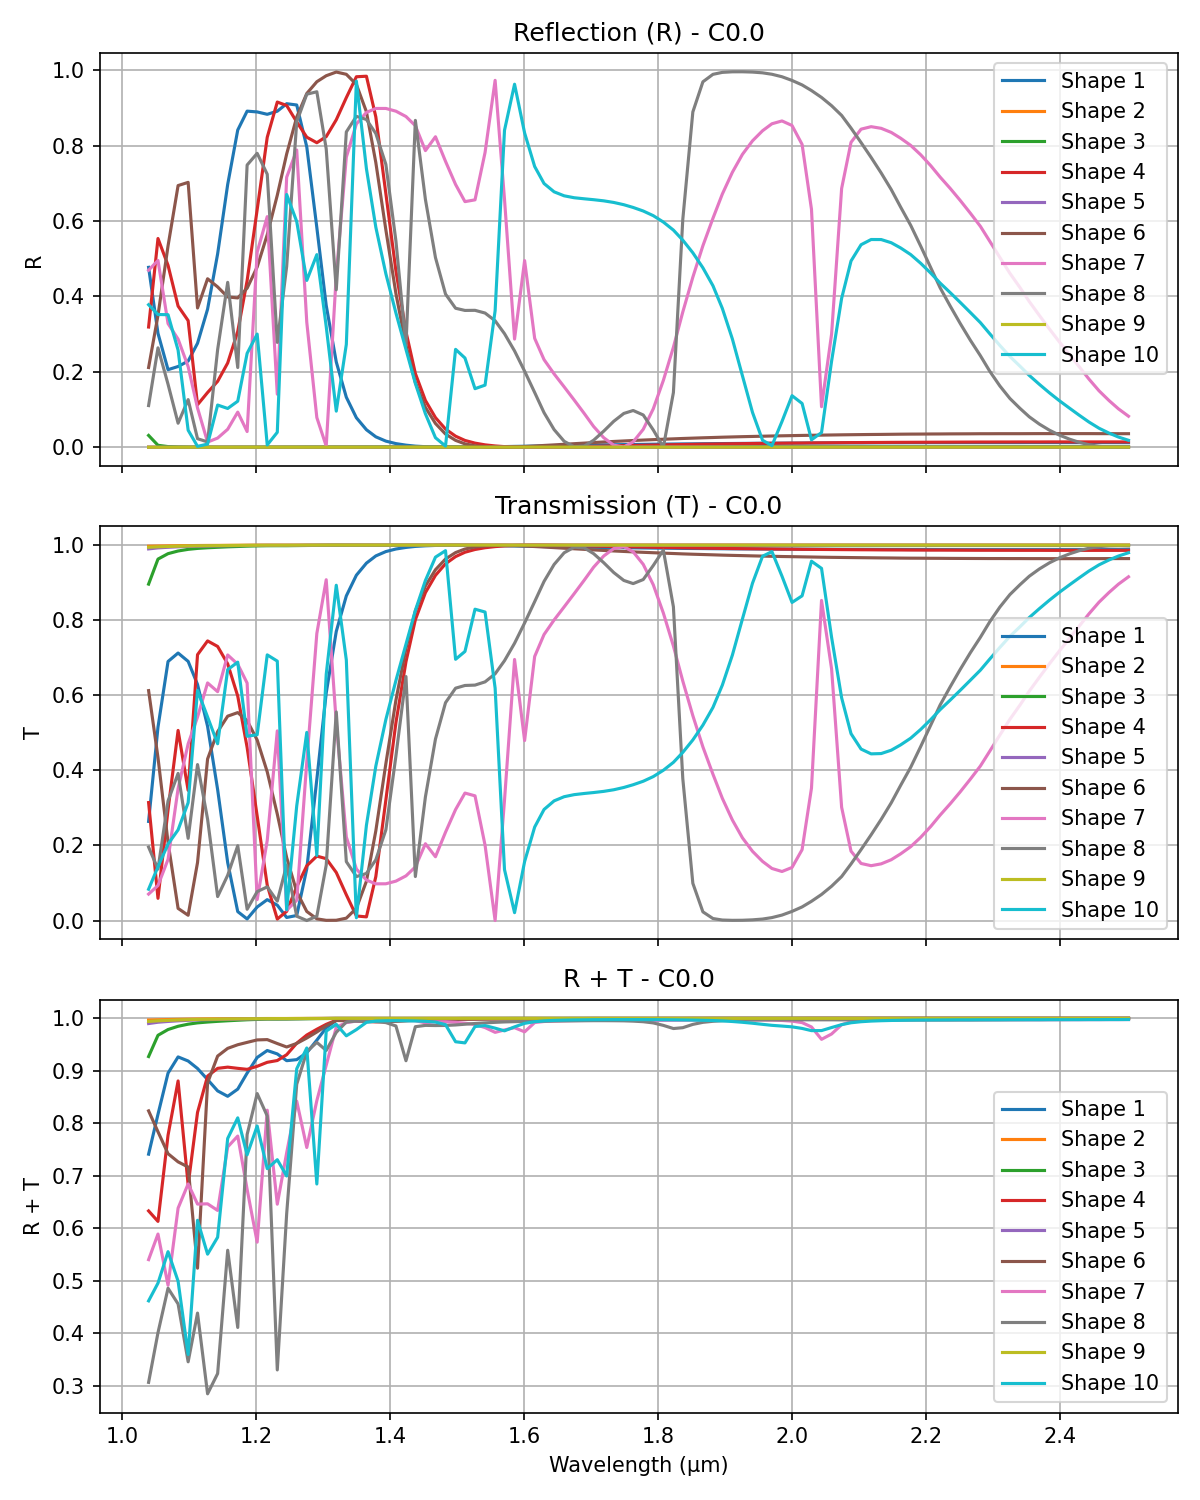 Reflection (R) - C0.0
1.0
0.8
0.6
0.4
0.2
0.0
R
Shape 1
Shape 2
Shape 3
Shape 4
Shape 5
Shape 6
Shape 7
Shape 8
Shape 9
Shape 10
Transmission (T) - C0.0
1.0
0.8
0.6
0.4
0.2
0.0
T
Shape 1
Shape 2
Shape 3
Shape 4
Shape 5
Shape 6
Shape 7
Shape 8
Shape 9
Shape 10
R + T - C0.0
1.0
0.9
0.8
0.7
0.6
0.5
0.4
0.3
R + T
Shape 1
Shape 2
Shape 3
Shape 4
Shape 5
Shape 6
Shape 7
Shape 8
Shape 9
Shape 10
1.0 1.2 1.4 1.6 1.8 2.0 2.2 2.4
Wavelength (μm)